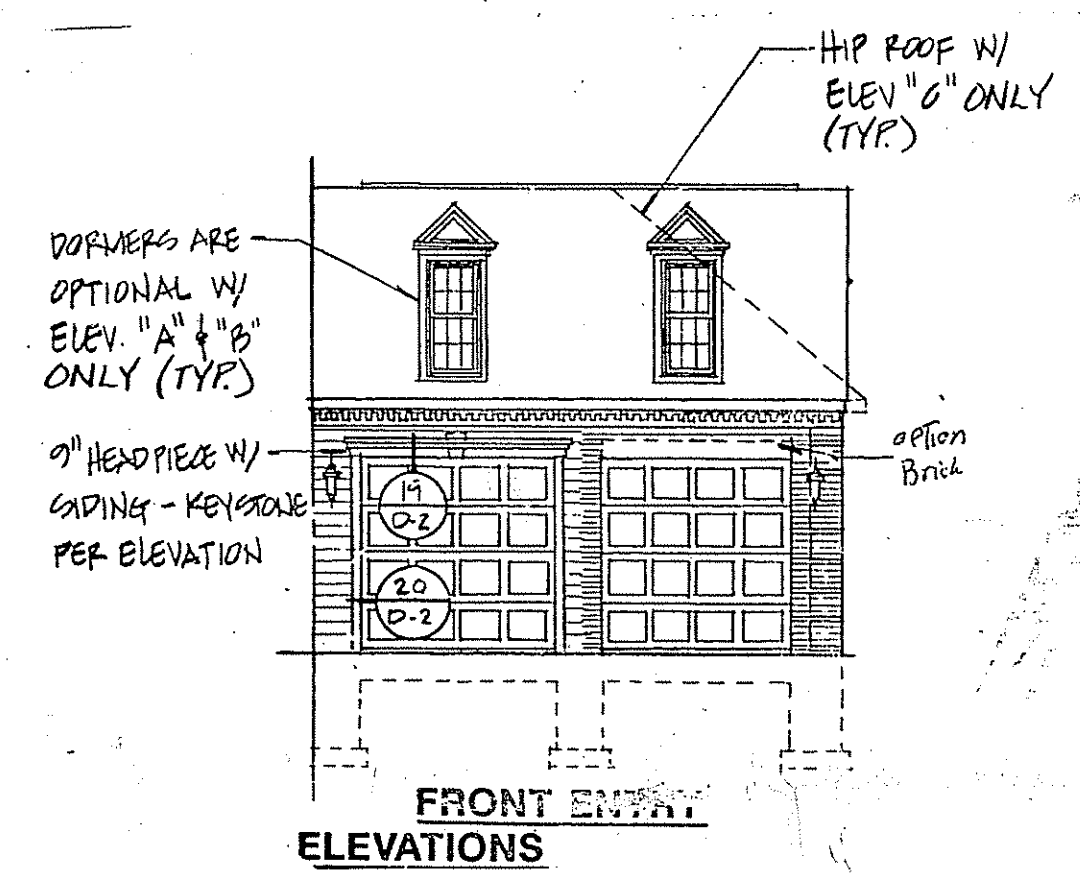 HIP ROOF W/
ELEV "C" ONLY
(TYP.)
DORMERS ARE
OPTIONAL W/
ELEV. "A" & "B"
ONLY (TYP.)
9" HEADPIECE W/
SIDING - KEYSTONE
PER ELEVATION
option
Brick
19
D-2
20
D-2
FRONT ENTRY
ELEVATIONS